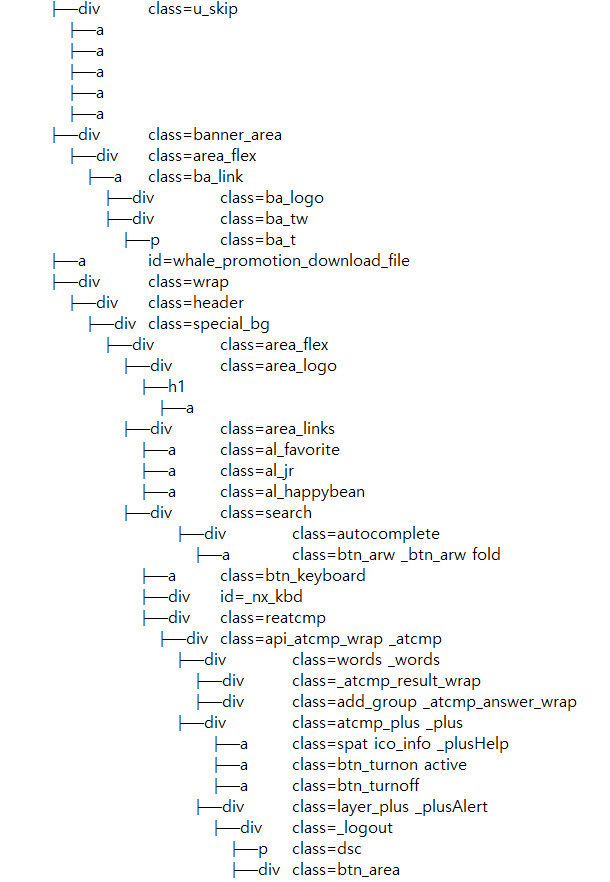 ├─div class=u_skip
├─a
├─a
├─a
├─a
├─a
├─div class=banner_area
├─div class=area_flex
├─a class=ba_link
├─div class=ba_logo
├─div class=ba_tw
├─p class=ba_t
├─a id=whale_promotion_download_file
├─div class=wrap
├─div class=header
├─div class=special_bg
├─div class=area_flex
├─div class=area_logo
├─h1
├─a
├─div class=area_links
├─a class=al_favorite
├─a class=al_jr
├─a class=al_happybean
├─div class=search
├─div class=autocomplete
├─a class=btn_arw _btn_arw fold
├─a class=btn_keyboard
├─div id=_nx_kbd
├─div class=reatcmp
├─div class=api_atcmp_wrap _atcmp
├─div class=words _words
├─div class=_atcmp_result_wrap
├─div class=add_group _atcmp_answer_wrap
├─div class=atcmp_plus _plus
├─a class=spat ico_info _plusHelp
├─a class=btn_turnon active
├─a class=btn_turnoff
├─div class=layer_plus _plusAlert
├─div class=_logout
├─p class=dsc
├─div class=btn_area